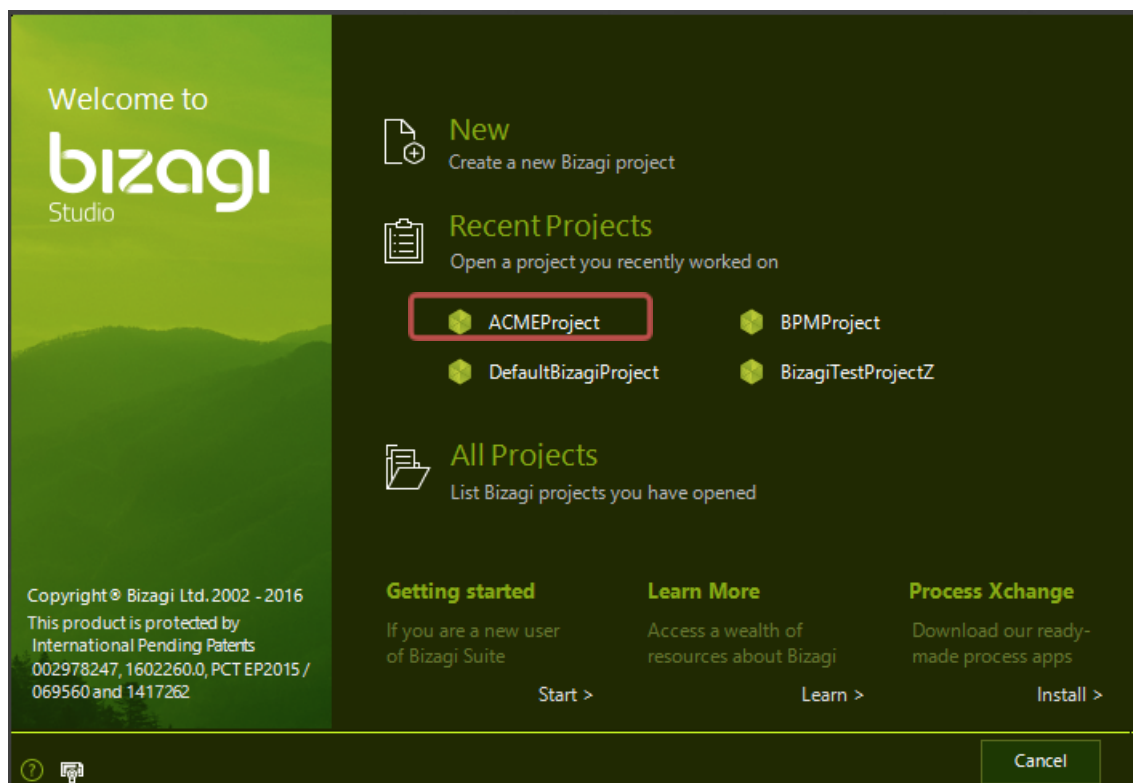 Welcome to
bizagi
Studio
Copyright® Bizagi Ltd. 2002 - 2016
This product is protected by
International Pending Patents
002978247, 1602260.0, PCT EP2015 /
069560 and 1417262
New
Create a new Bizagi project
Recent Projects
Open a project you recently worked on
ACMEProject
BPMProject
DefaultBizagiProject
BizagiTestProjectZ
All Projects
List Bizagi projects you have opened
Getting started
If you are a new user
of Bizagi Suite
Start >
Learn More
Access a wealth of
resources about Bizagi
Learn >
Process Xchange
Download our ready-
made process apps
Install >
?
Cancel